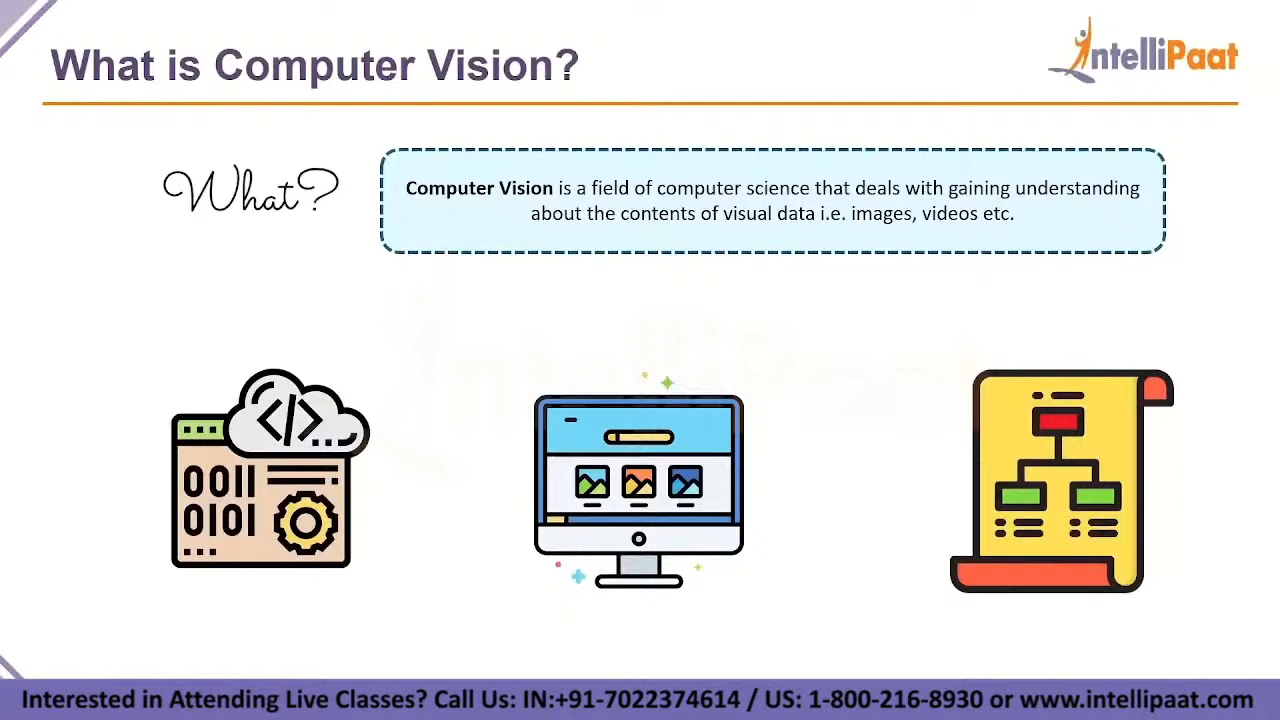 What is Computer Vision?
IntelliPaat
What?
Computer Vision is a field of computer science that deals with gaining understanding
about the contents of visual data i.e. images, videos etc.
IntelliPaat
</>
0011
0101
Interested in Attending Live Classes? Call Us: IN:+91-7022374614 / US: 1-800-216-8930 or www.intellipaat.com